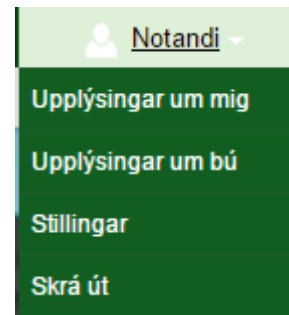 Notandi
Upplýsingar um mig
Upplýsingar um bú
Stillingar
Skrá út